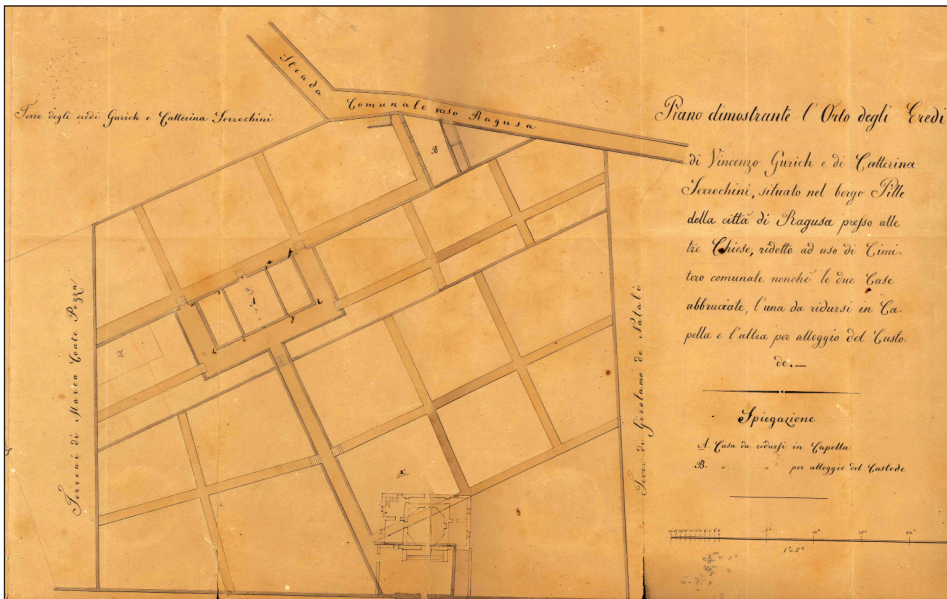 Strada
Comunale verso Ragusa
Terre degli eredi Gurich e Catterina Serrochini
B
A
Terreni di Marco Conte Pozza
Terre di Girolamo de Natali
Piano dimostrante l'Orto degli Eredi
di Vincenzo Gurich e di Catterina
Serrochini, situato nel borgo Pille
della città di Ragusa presso alle
tre Chiese, ridotto ad uso di Cimi-
tero comunale nonchè le due Case
abbruciate, l'una da ridursi in Ca-
pella e l'altra per alloggio del Custo-
de.—
Spiegazione
A. Casa da ridursi in Capella
B. " " per alloggio del Custode